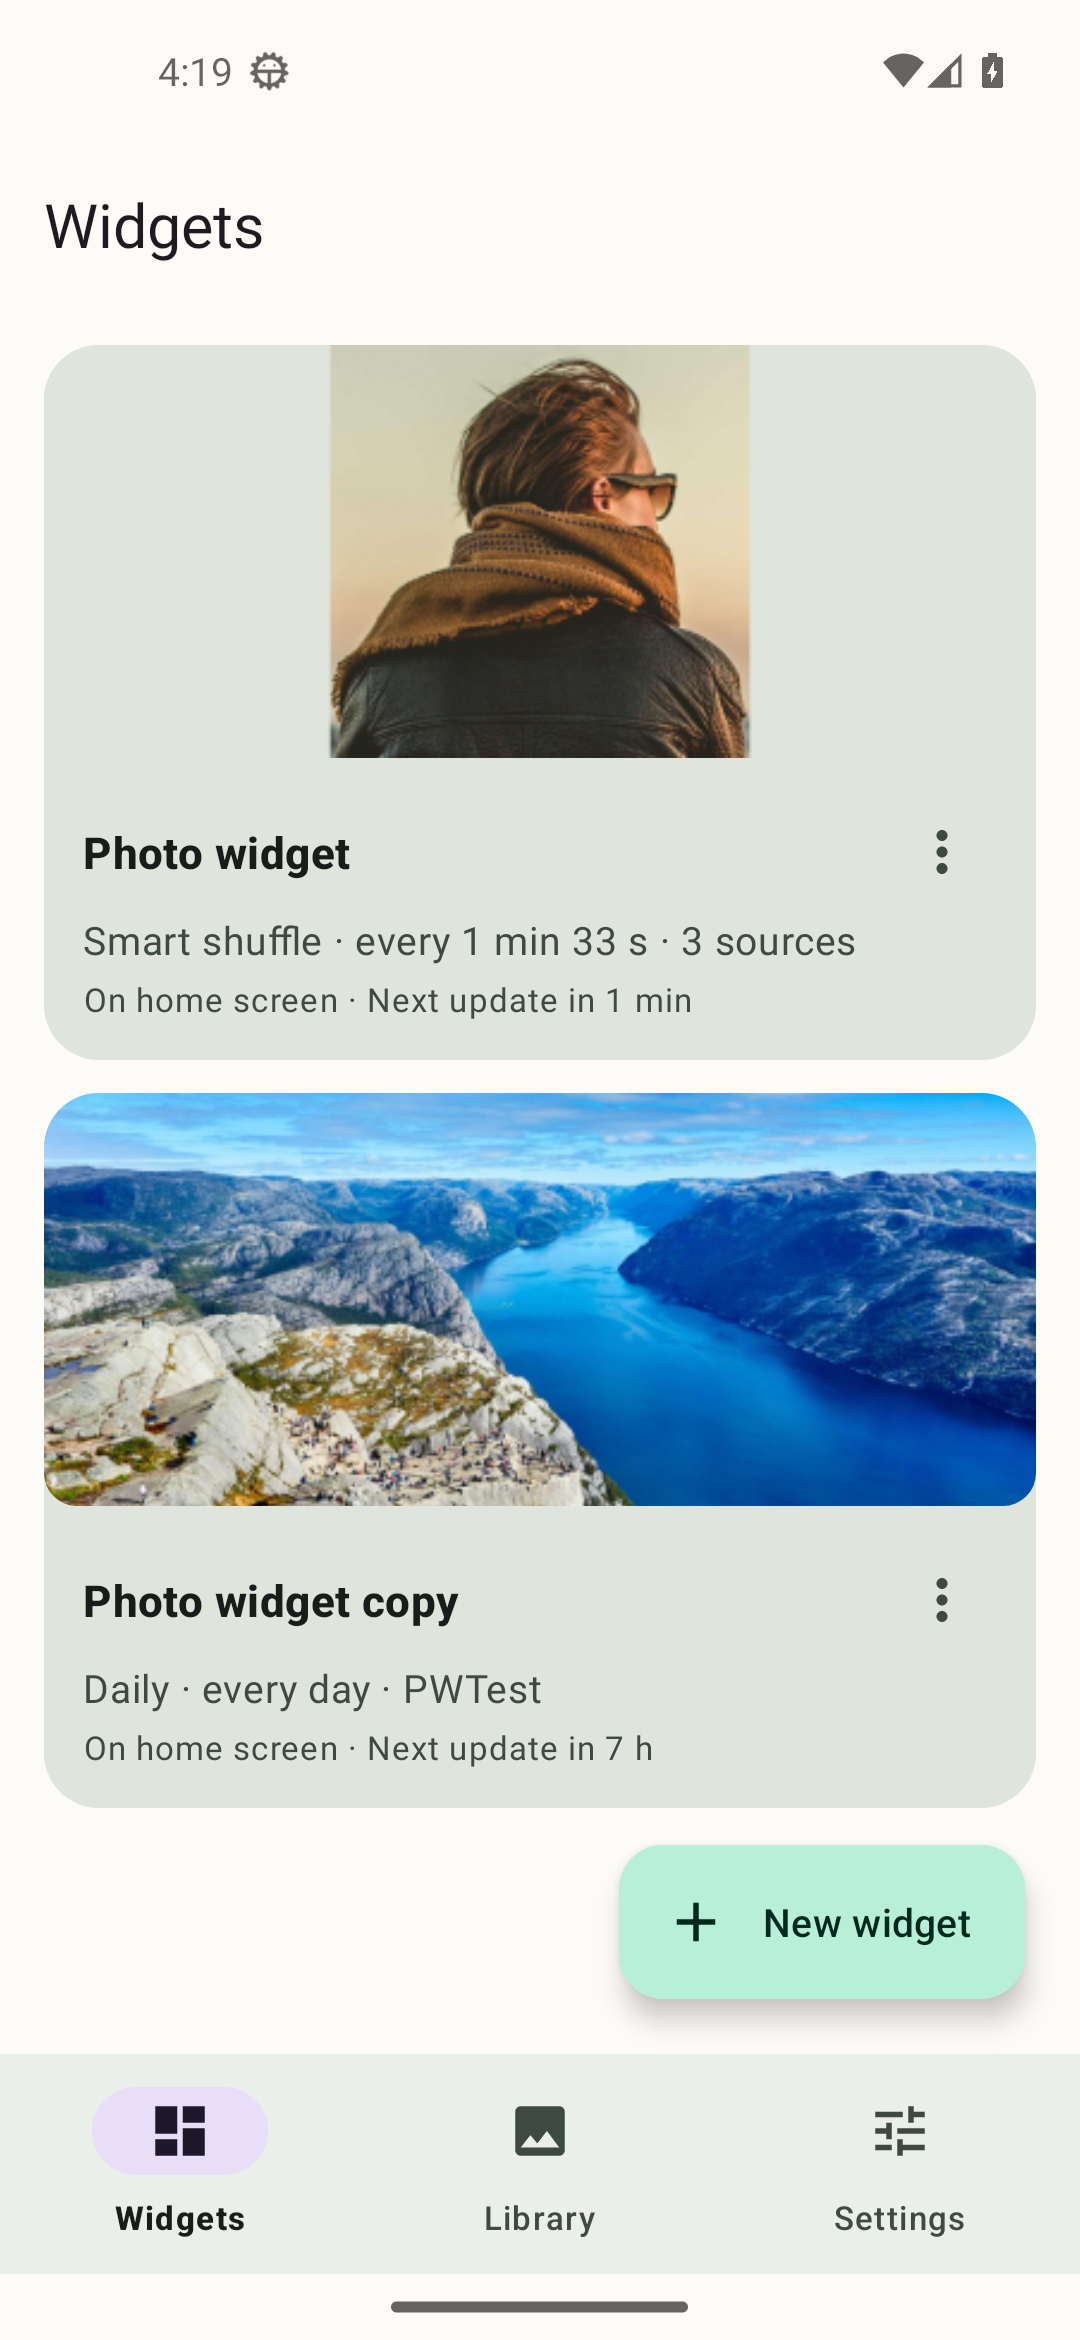 4:19
Widgets
Photo widget
Smart shuffle · every 1 min 33 s · 3 sources
On home screen · Next update in 1 min
Photo widget copy
Daily · every day · PWTest
On home screen · Next update in 7 h
New widget
Widgets
Library
Settings